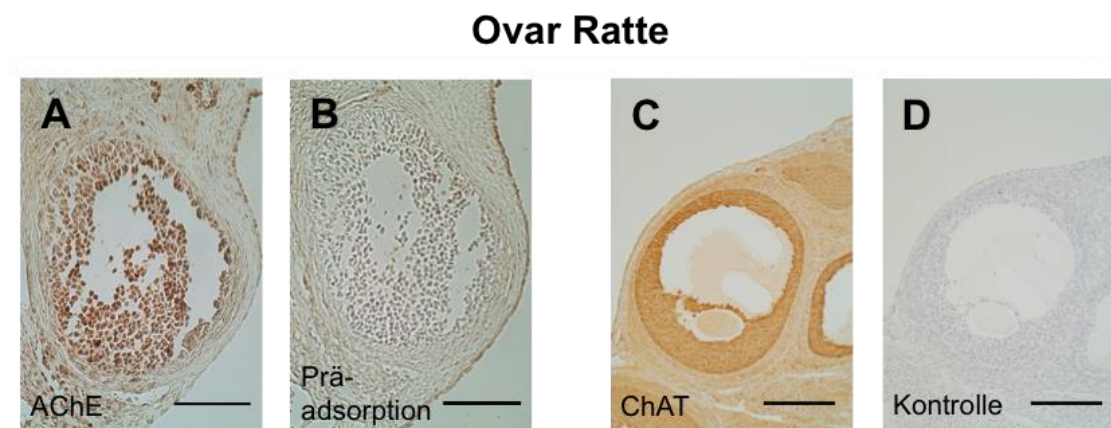 Ovar Ratte
A
AChE
B
Prä-
adsorption
C
ChAT
D
Kontrolle